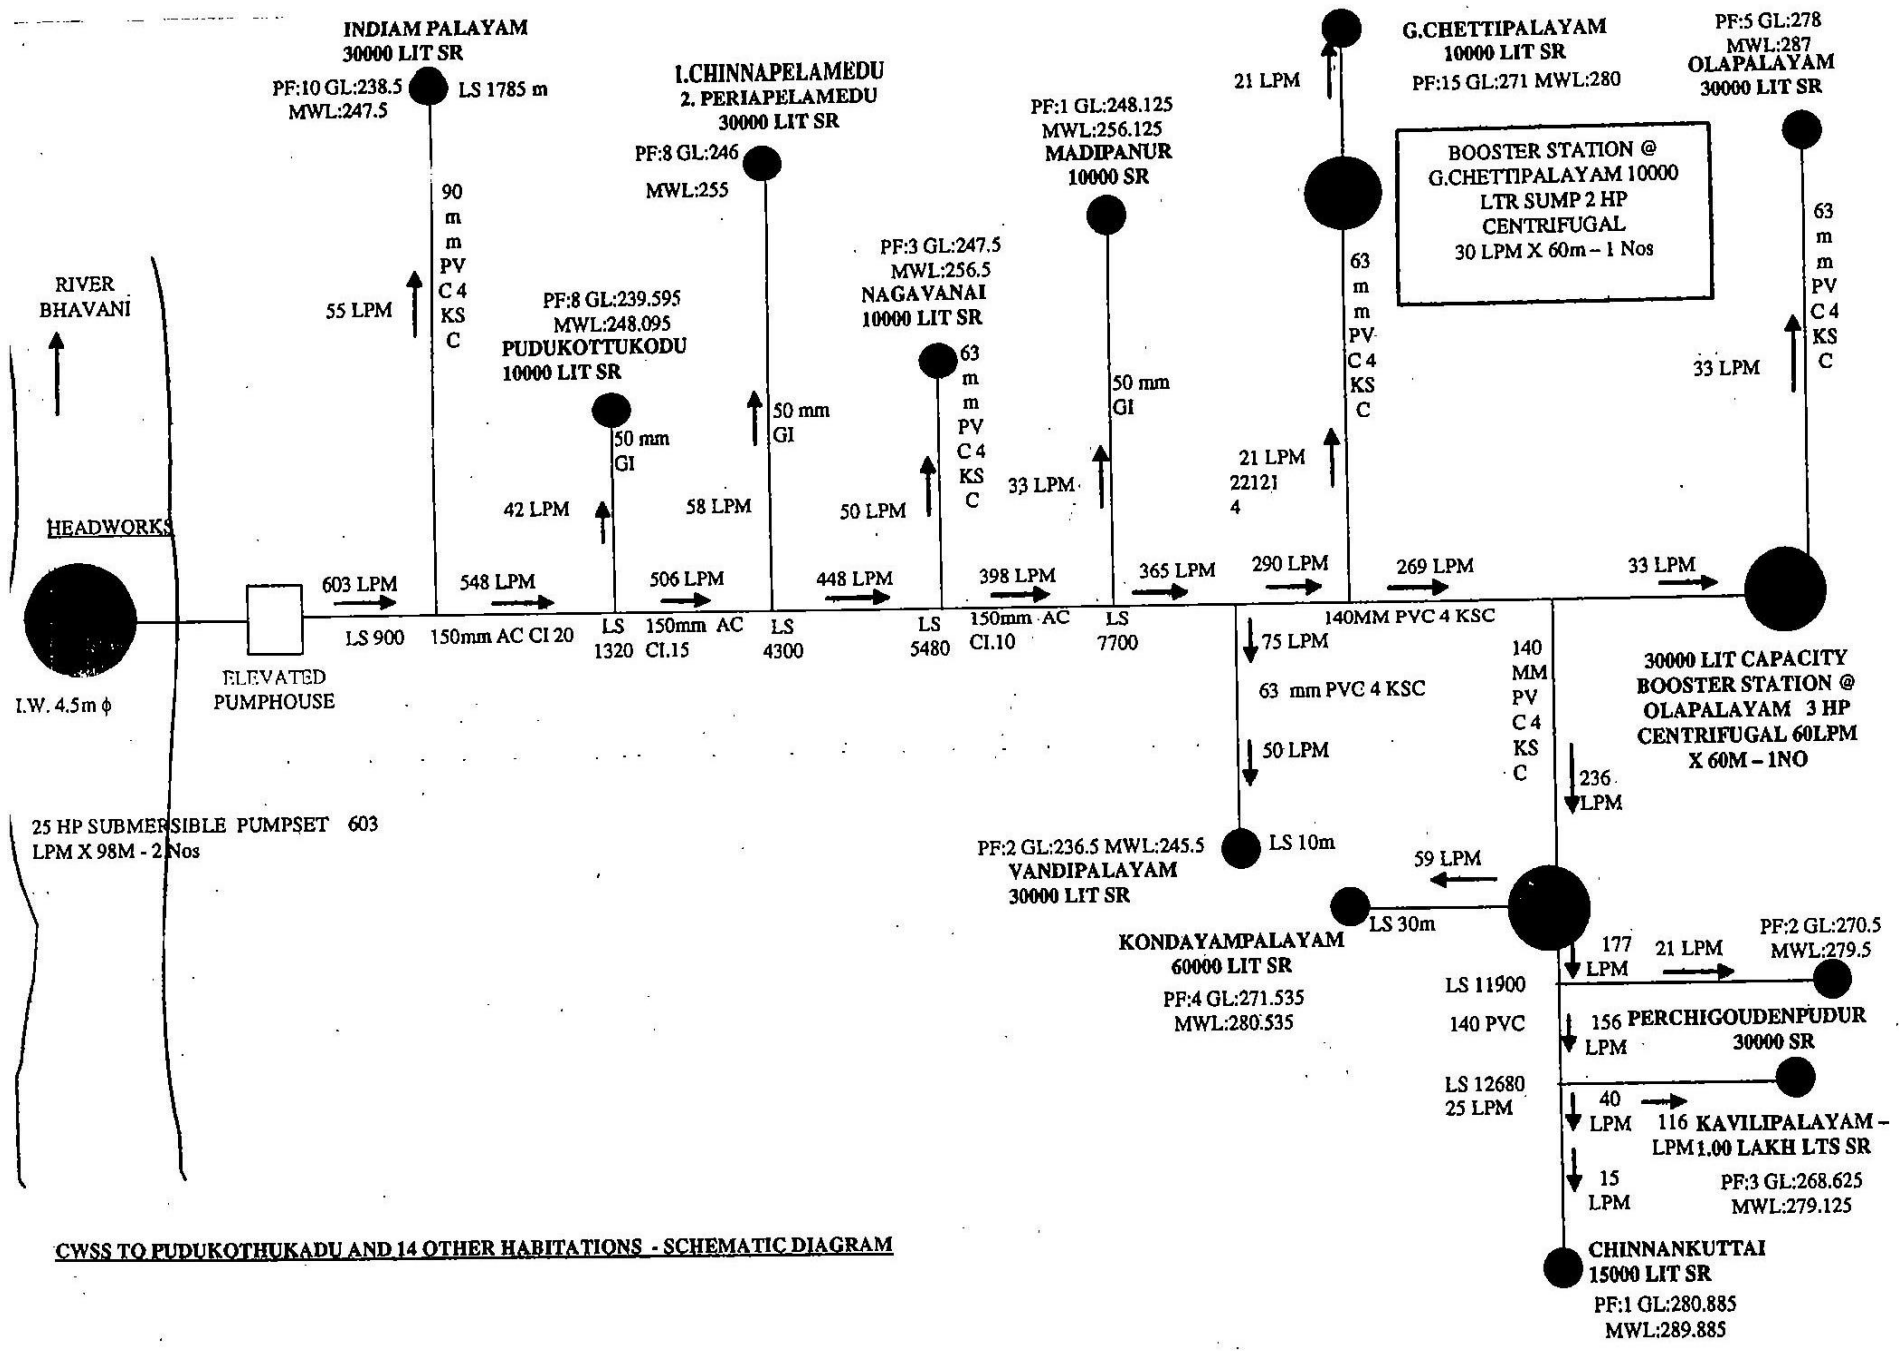 INDIAM PALAYAM
30000 LIT SR
PF:10 GL:238.5
MWL:247.5
LS 1785 m
90
m
m
PV
C 4
KS
C
55 LPM
1.CHINNAPELAMEDU
2. PERIAPELAMEDU
30000 LIT SR
PF:8 GL:246
MWL:255
50 mm
GI
58 LPM
PF:8 GL:239.595
MWL:248.095
PUDUKOTTUKODU
10000 LIT SR
50 mm
GI
42 LPM
PF:3 GL:247.5
MWL:256.5
NAGAVANAI
10000 LIT SR
63
m
m
PV
C 4
KS
C
50 LPM
PF:1 GL:248.125
MWL:256.125
MADIPANUR
10000 SR
50 mm
GI
33 LPM
G.CHETTIPALAYAM
10000 LIT SR
PF:15 GL:271 MWL:280
21 LPM
BOOSTER STATION @
G.CHETTIPALAYAM 10000
LTR SUMP 2 HP
CENTRIFUGAL
30 LPM X 60m – 1 Nos
63
m
m
PV
C 4
KS
C
21 LPM
22121
4
PF:5 GL:278
MWL:287
OLAPALAYAM
30000 LIT SR
63
m
m
PV
C 4
KS
C
33 LPM
RIVER
BHAVANI
HEADWORKS
I.W. 4.5m ϕ
ELEVATED
PUMPHOUSE
603 LPM
548 LPM
506 LPM
448 LPM
398 LPM
365 LPM
290 LPM
269 LPM
33 LPM
LS 900
150mm AC CI 20
LS
1320
150mm AC
CI.15
LS
4300
LS
5480
150mm AC
CI.10
LS
7700
140MM PVC 4 KSC
75 LPM
63 mm PVC 4 KSC
50 LPM
140
MM
PV
C 4
KS
C
236
LPM
30000 LIT CAPACITY
BOOSTER STATION @
OLAPALAYAM 3 HP
CENTRIFUGAL 60LPM
X 60M – 1NO
25 HP SUBMERSIBLE PUMPSET 603
LPM X 98M - 2 Nos
PF:2 GL:236.5 MWL:245.5
VANDIPALAYAM
30000 LIT SR
LS 10m
59 LPM
LS 30m
KONDAYAMPALAYAM
60000 LIT SR
PF:4 GL:271.535
MWL:280.535
177
LPM
21 LPM
PF:2 GL:270.5
MWL:279.5
LS 11900
140 PVC
156
LPM
PERCHIGOUDENPUDUR
30000 SR
LS 12680
25 LPM
40
LPM
116
LPM
KAVILIPALAYAM –
1.00 LAKH LTS SR
PF:3 GL:268.625
MWL:279.125
15
LPM
CHINNANKUTTAI
15000 LIT SR
PF:1 GL:280.885
MWL:289.885
CWSS TO PUDUKOTHUKADU AND 14 OTHER HABITATIONS - SCHEMATIC DIAGRAM